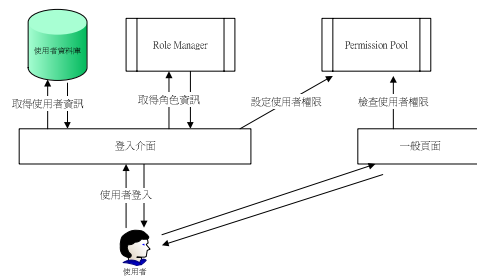 使用者資料庫
Role Manager
Permission Pool
取得使用者資訊
取得角色資訊
設定使用者權限
檢查使用者權限
登入介面
一般頁面
使用者登入
使用者